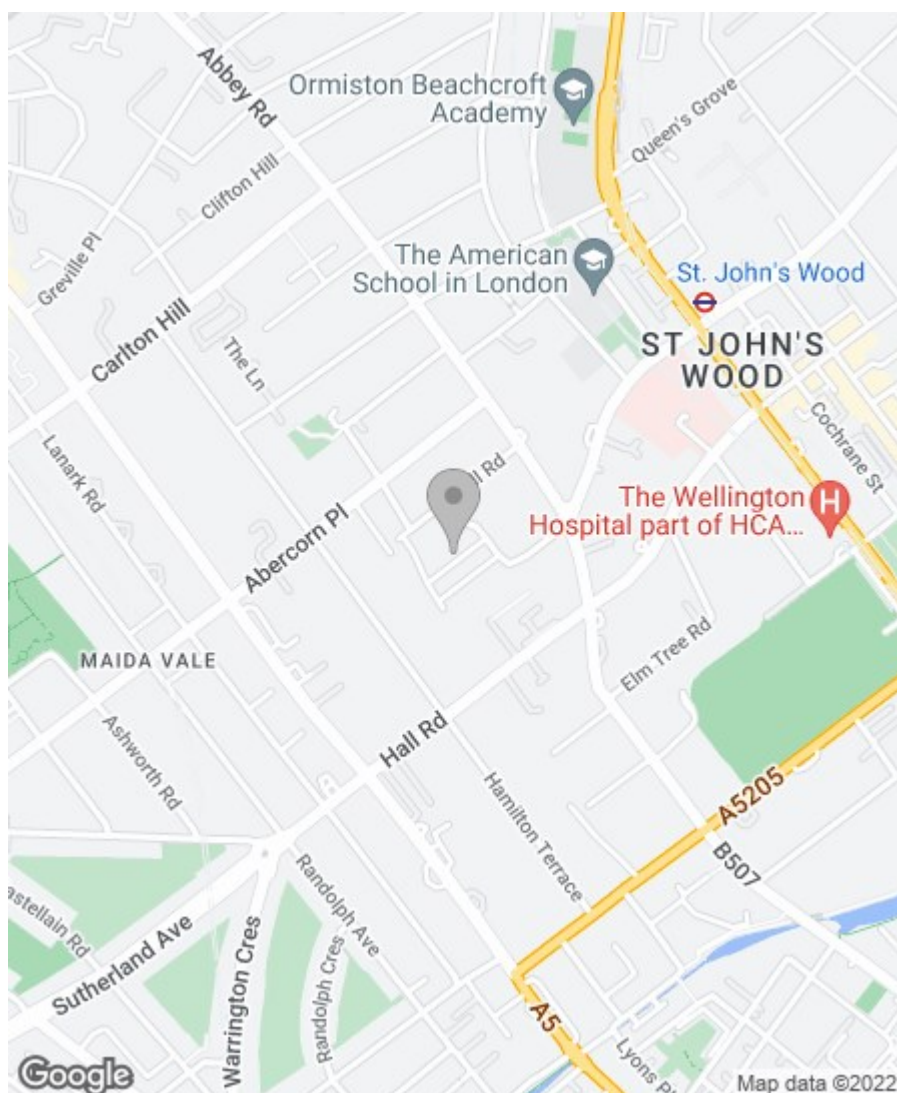 Abbey Rd
Ormiston Beachcroft
Academy
Queen's Grove
Clifton Hill
Greville Pl
The American
School in London
St. John's Wood
Carlton Hill
The Ln
ST JOHN'S
WOOD
Cochrane St
Lanark Rd
Rd
The Wellington
Hospital part of HCA...
H
Abercorn Pl
Elm Tree Rd
MAIDA VALE
Ashworth Rd
Hall Rd
Hamilton Terrace
A5205
B507
Randolph Ave
astellain Rd
Sutherland Ave
Warrington Cres
Randolph Cres
A5
Lyons Pl
Google
Map data ©2022